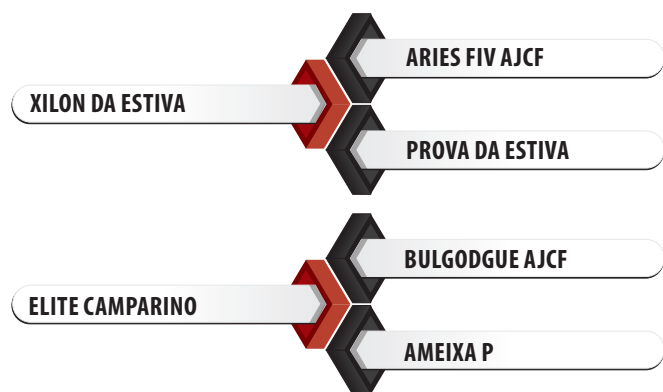 ARIES FIV AJCF
XILON DA ESTIVA
PROVA DA ESTIVA
BULGODGUE AJCF
ELITE CAMPARINO
AMEIXA P